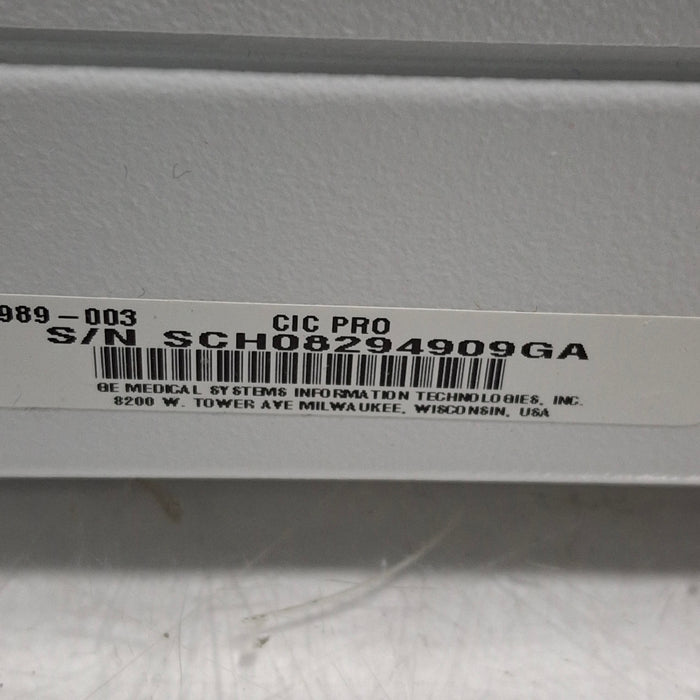 989-003 CIC PRO
S/N SCH08294909GA
GE MEDICAL SYSTEMS INFORMATION TECHNOLOGIES, INC.
8200 W. TOWER AVE MILWAUKEE, WISCONSIN, USA